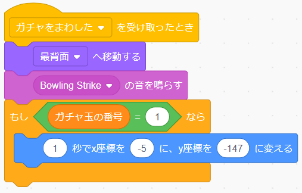 ガチャをまわした を受け取ったとき
最背面 へ移動する
Bowling Strike の音を鳴らす
もし ガチャ玉の番号 = 1 なら
1 秒でx座標を -5 に、y座標を -147 に変える